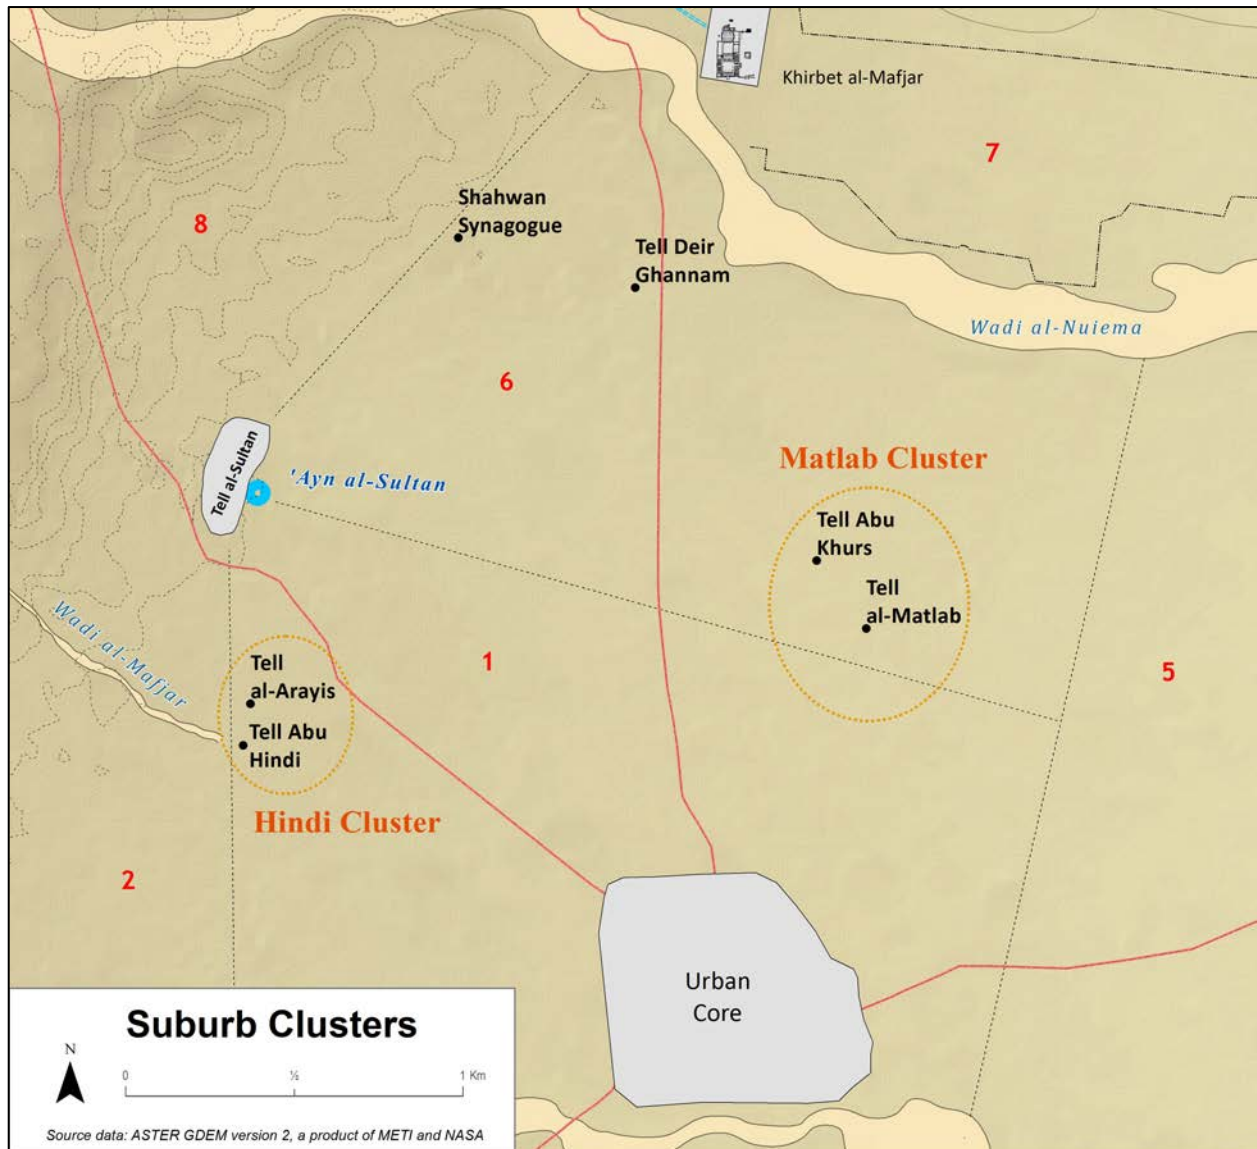 Khirbet al-Mafjar
7
Shahwan
Synagogue
8
Tell Deir
Ghannam
Wadi al-Nuiema
6
Tell al-Sultan
'Ayn al-Sultan
Matlab Cluster
Tell Abu
Khurs
Tell
al-Matlab
Wadi al-Mafjar
Tell
al-Arayis
1
5
Tell Abu
Hindi
Hindi Cluster
2
Urban
Core
Suburb Clusters
N
0
½
1 Km
Source data: ASTER GDEM version 2, a product of METI and NASA